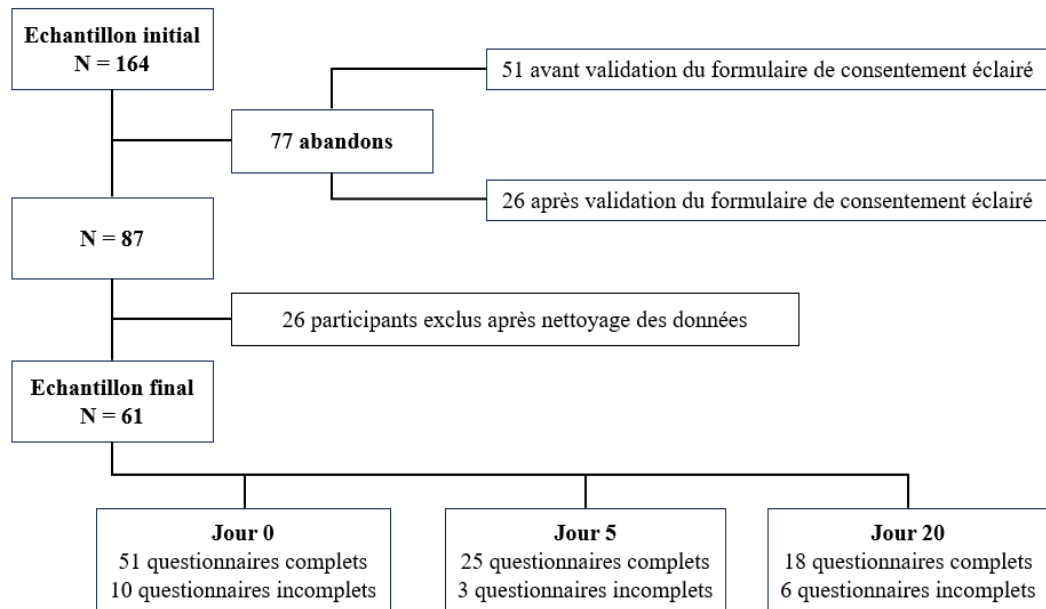 Echantillon initial
N = 164
51 avant validation du formulaire de consentement éclairé
77 abandons
26 après validation du formulaire de consentement éclairé
N = 87
26 participants exclus après nettoyage des données
Echantillon final
N = 61
Jour 0
51 questionnaires complets
10 questionnaires incomplets
Jour 5
25 questionnaires complets
3 questionnaires incomplets
Jour 20
18 questionnaires complets
6 questionnaires incomplets